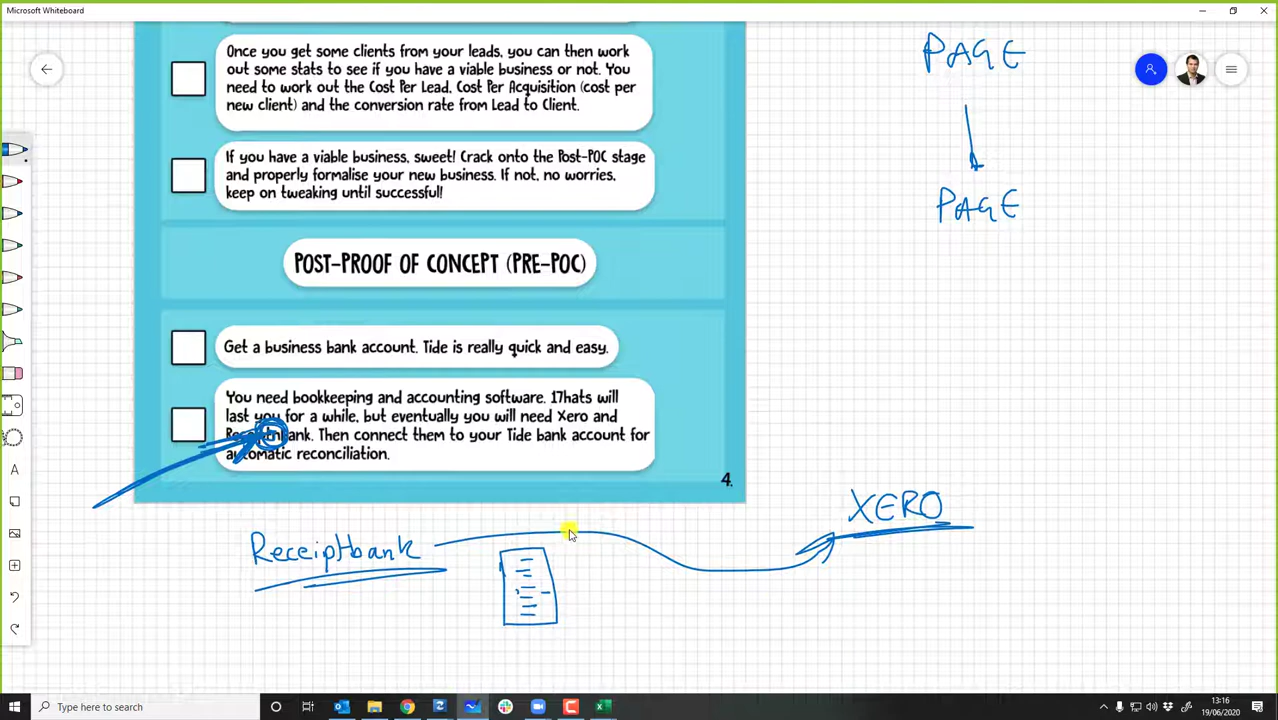 Microsoft Whiteboard
Once you get some clients from your leads, you can then work
out some stats to see if you have a viable business or not. You
need to work out the Cost Per Lead, Cost Per Acquisition (cost per
new client) and the conversion rate from Lead to Client.
If you have a viable business, sweet! Crack onto the Post-POC stage
and properly formalise your new business. If not, no worries,
keep on tweaking until successful!
POST-PROOF OF CONCEPT (PRE-POC)
Get a business bank account. Tide is really quick and easy.
You need bookkeeping and accounting software. 17hats will
last you for a while, but eventually you will need Xero and
Receiptbank. Then connect them to your Tide bank account for
automatic reconciliation.
4.
PAGE
PAGE
XERO
Receiptbank
A
Type here to search
13:16
19/06/2020